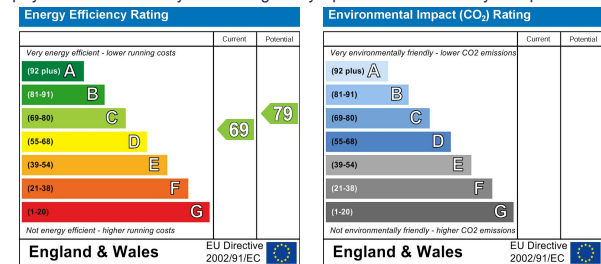 Energy Efficiency Rating
Current Potential
Very energy efficient - lower running costs
(92 plus) A
(81-91) B
(69-80) C
(55-68) D
(39-54) E
(21-38) F
(1-20) G
69
79
Not energy efficient - higher running costs
England & Wales
EU Directive
2002/91/EC
Environmental Impact (CO₂) Rating
Current Potential
Very environmentally friendly - lower CO2 emissions
(92 plus) A
(81-91) B
(69-80) C
(55-68) D
(39-54) E
(21-38) F
(1-20) G
Not environmentally friendly - higher CO2 emissions
England & Wales
EU Directive
2002/91/EC